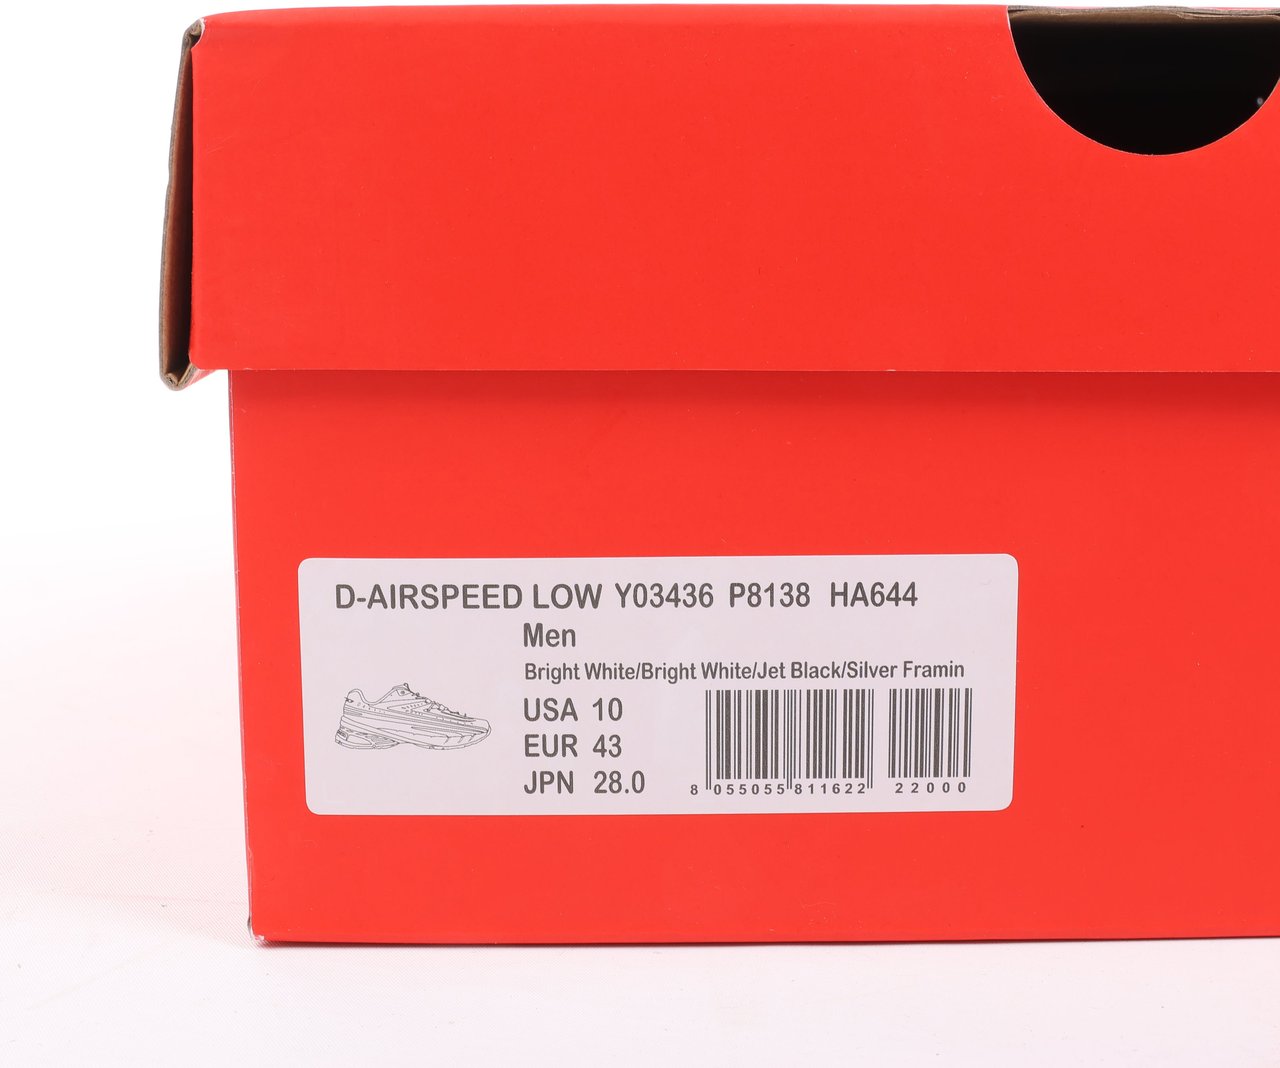 D-AIRSPEED LOW Y03436 P8138 HA644
Men
Bright White/Bright White/Jet Black/Silver Framin
USA 10
EUR 43
JPN 28.0
8 055055 811622 22000